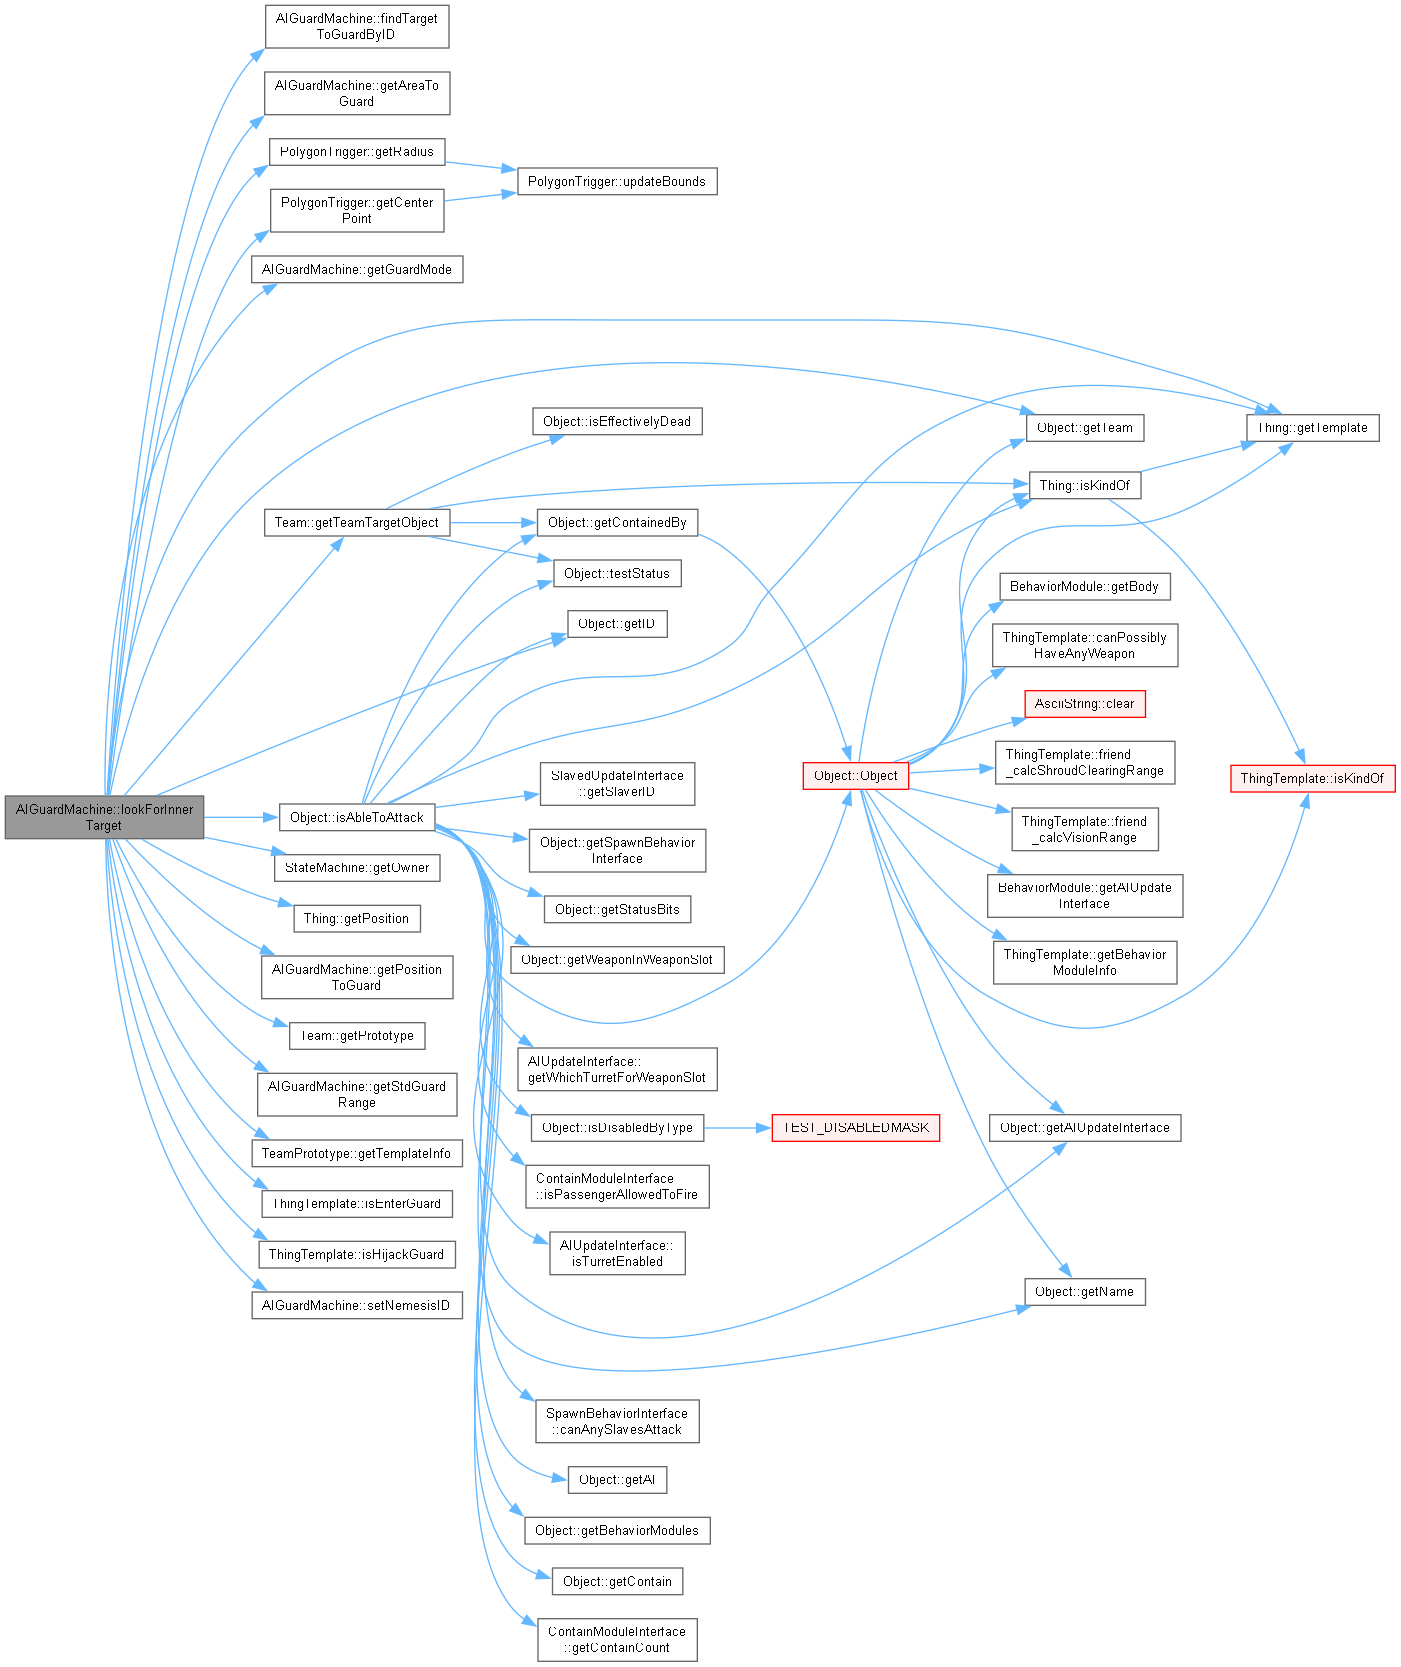 AIGuardMachine::findTarget
ToGuardByID
AIGuardMachine::getAreaTo
Guard
PolygonTrigger::getRadius
PolygonTrigger::updateBounds
PolygonTrigger::getCenter
Point
AIGuardMachine::getGuardMode
Object::isEffectivelyDead
Object::getTeam
Thing::getTemplate
Thing::isKindOf
Team::getTeamTargetObject
Object::getContainedBy
Object::testStatus
BehaviorModule::getBody
Object::getID
ThingTemplate::canPossibly
HaveAnyWeapon
AsciiString::clear
ThingTemplate::friend
_calcShroudClearingRange
SlavedUpdateInterface
::getSlaverID
Object::Object
ThingTemplate::isKindOf
AIGuardMachine::lookForInner
Target
Object::isAbleToAttack
ThingTemplate::friend
_calcVisionRange
Object::getSpawnBehavior
Interface
StateMachine::getOwner
BehaviorModule::getAIUpdate
Interface
Thing::getPosition
Object::getStatusBits
Object::getWeaponInWeaponSlot
ThingTemplate::getBehavior
ModuleInfo
AIGuardMachine::getPosition
ToGuard
Team::getPrototype
AIUpdateInterface::
getWhichTurretForWeaponSlot
AIGuardMachine::getStdGuard
Range
Object::isDisabledByType
TEST_DISABLEDMASK
Object::getAIUpdateInterface
TeamPrototype::getTemplateInfo
ContainModuleInterface
::isPassengerAllowedToFire
ThingTemplate::isEnterGuard
ThingTemplate::isHijackGuard
AIUpdateInterface::
isTurretEnabled
Object::getName
AIGuardMachine::setNemesisID
SpawnBehaviorInterface
::canAnySlavesAttack
Object::getAI
Object::getBehaviorModules
Object::getContain
ContainModuleInterface
::getContainCount